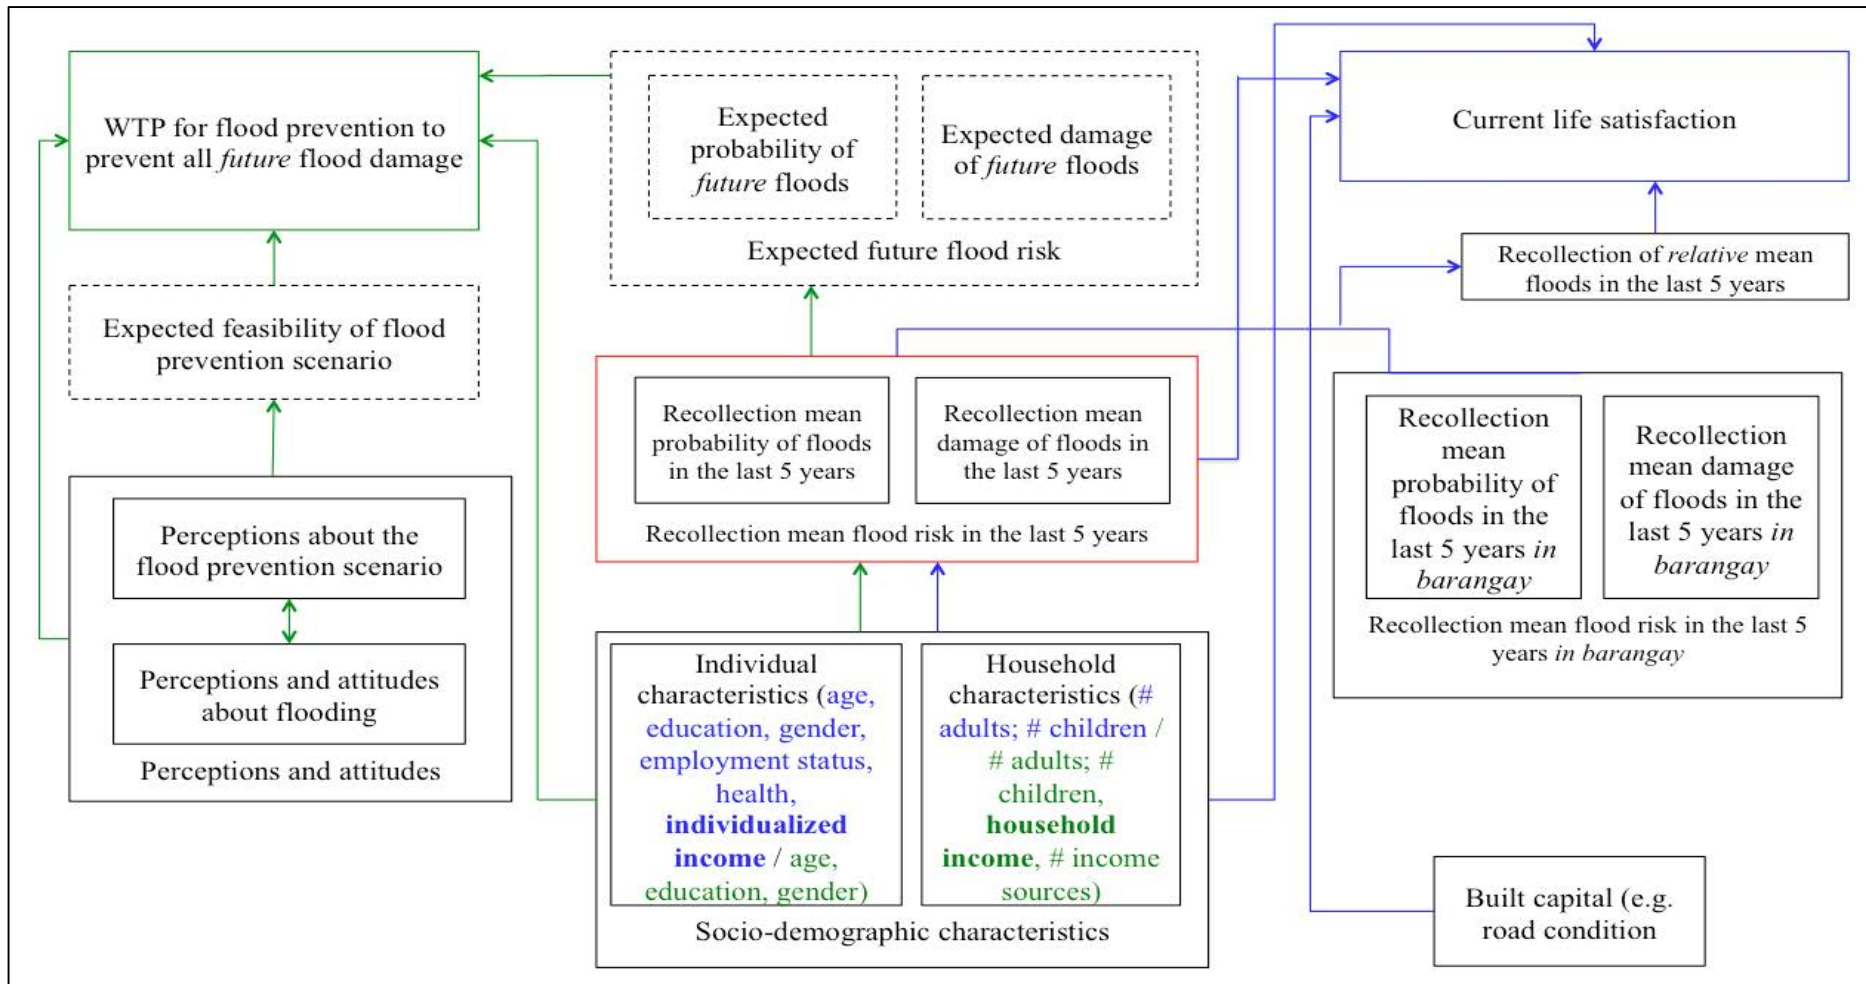 WTP for flood prevention to
prevent all future flood damage
Expected
probability of
future floods
Expected damage
of future floods
Expected future flood risk
Current life satisfaction
Recollection of relative mean
floods in the last 5 years
Expected feasibility of flood
prevention scenario
Recollection mean
probability of floods
in the last 5 years
Recollection mean
damage of floods in
the last 5 years
Recollection mean flood risk in the last 5 years
Recollection
mean
probability of
floods in the
last 5 years in
barangay
Recollection
mean damage
of floods in the
last 5 years in
barangay
Recollection mean flood risk in the last 5
years in barangay
Perceptions about the
flood prevention scenario
Perceptions and attitudes
about flooding
Perceptions and attitudes
Individual
characteristics (age,
education, gender,
employment status,
health,
individualized
income / age,
education, gender)
Household
characteristics (#
adults; # children /
# adults; #
children,
household
income, # income
sources)
Socio-demographic characteristics
Built capital (e.g.
road condition